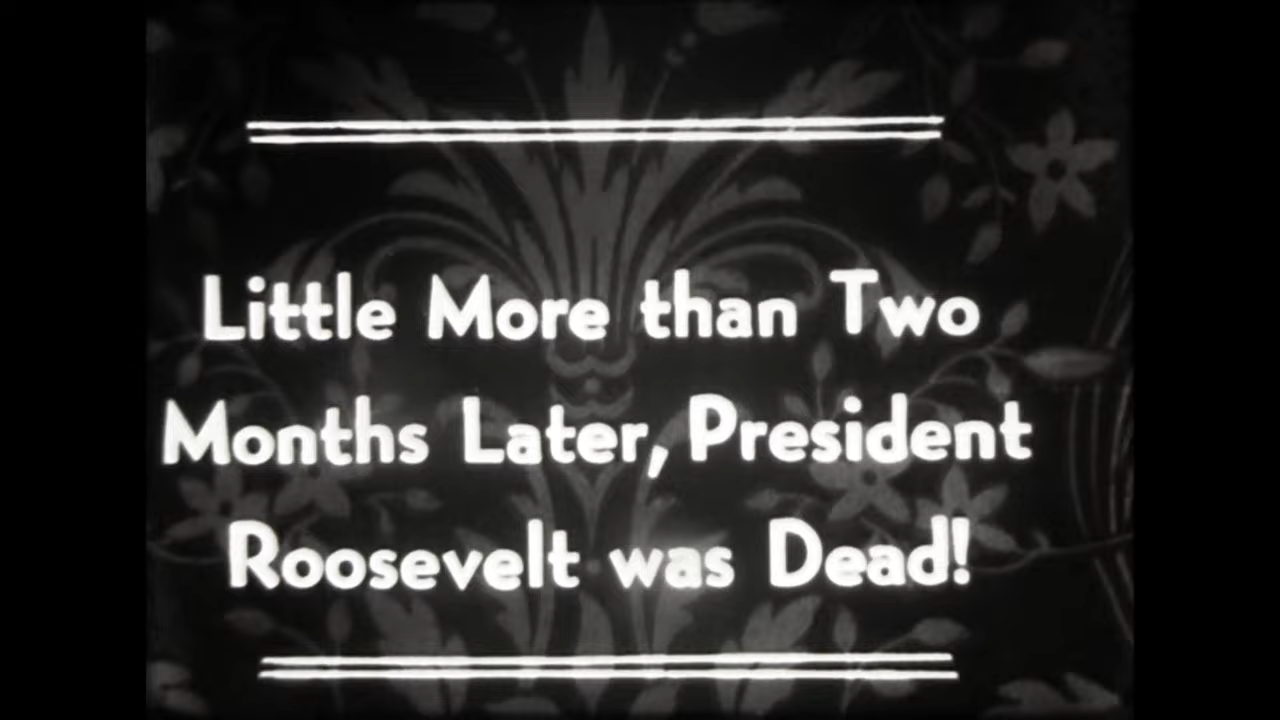 Little More than Two
Months Later, President
Roosevelt was Dead!